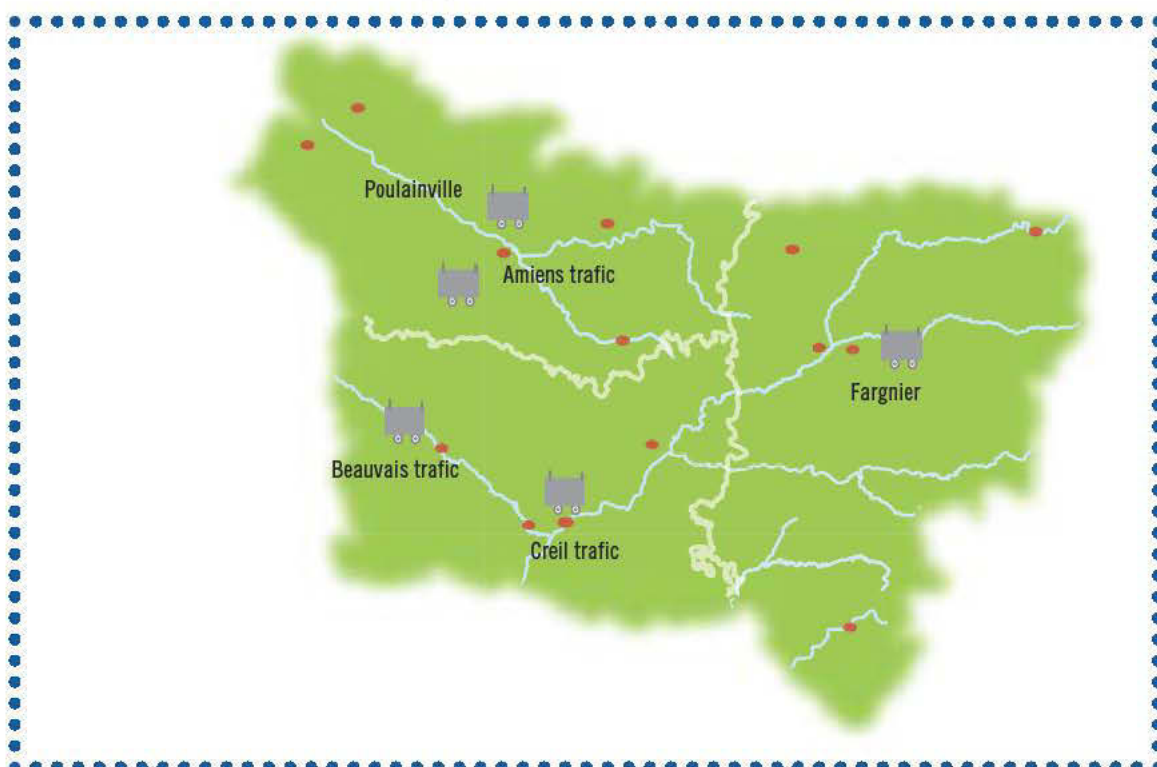 Poulainville
Amiens trafic
Fargnier
Beauvais trafic
Creil trafic